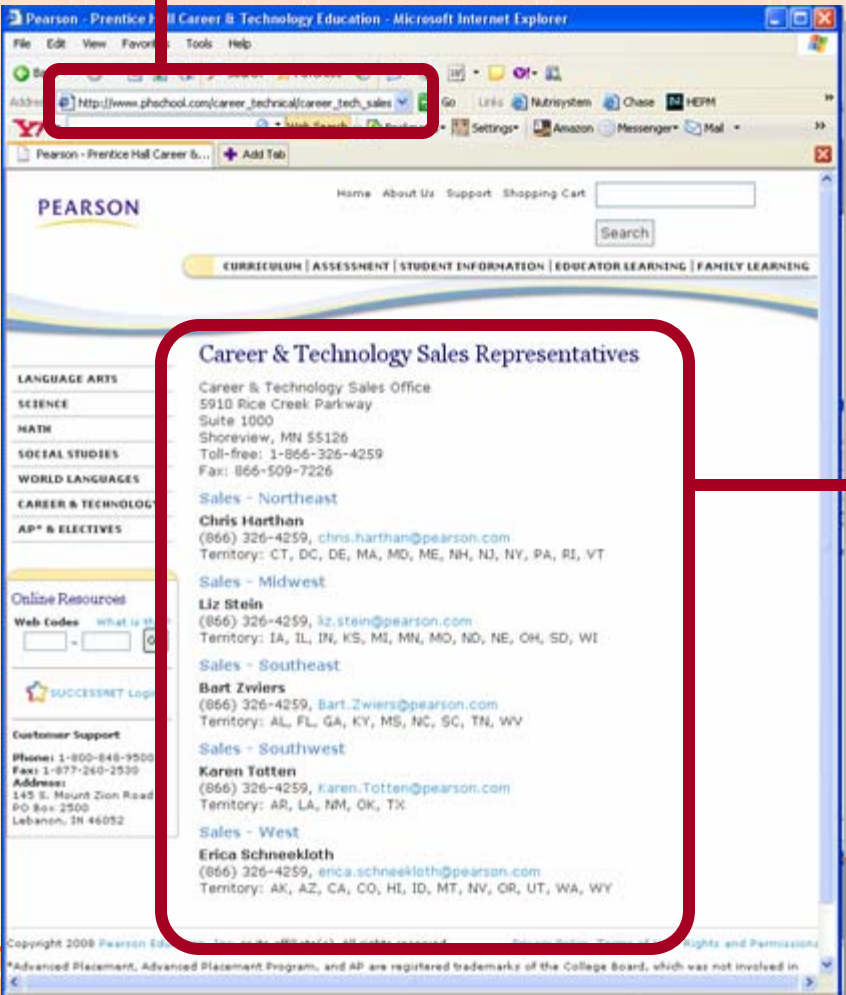 Pearson - Prentice Hall Career & Technology Education - Microsoft Internet Explorer
File Edit View Favorites Tools Help
http://www.phschool.com/career_technical/career_tech_sales Go Links Nutrisystem Chase HEPM
Web Search Settings Amazon Messenger Mail
Pearson - Prentice Hall Career &... Add Tab
PEARSON
Home About Us Support Shopping Cart
Search
CURRICULUM | ASSESSMENT | STUDENT INFORMATION | EDUCATOR LEARNING | FAMILY LEARNING
LANGUAGE ARTS
SCIENCE
MATH
SOCIAL STUDIES
WORLD LANGUAGES
CAREER & TECHNOLOGY
AP* & ELECTIVES
Online Resources
Web Codes What is this?
-
SUCCESSNET Login
Customer Support
Phone: 1-800-848-9500
Fax: 1-877-260-2530
Address:
145 S. Mount Zion Road
PO Box 2500
Lebanon, IN 46052
Career & Technology Sales Representatives
Career & Technology Sales Office
5910 Rice Creek Parkway
Suite 1000
Shoreview, MN 55126
Toll-free: 1-866-326-4259
Fax: 866-509-7226
Sales - Northeast
Chris Harthan
(866) 326-4259, chris.harthan@pearson.com
Territory: CT, DC, DE, MA, MD, ME, NH, NJ, NY, PA, RI, VT
Sales - Midwest
Liz Stein
(866) 326-4259, liz.stein@pearson.com
Territory: IA, IL, IN, KS, MI, MN, MO, ND, NE, OH, SD, WI
Sales - Southeast
Bart Zwiers
(866) 326-4259, Bart.Zwiers@pearson.com
Territory: AL, FL, GA, KY, MS, NC, SC, TN, WV
Sales - Southwest
Karen Totten
(866) 326-4259, Karen.Totten@pearson.com
Territory: AR, LA, NM, OK, TX
Sales - West
Erica Schneekloth
(866) 326-4259, erica.schneekloth@pearson.com
Territory: AK, AZ, CA, CO, HI, ID, MT, NV, OR, UT, WA, WY
Copyright 2008 Pearson Rights and Permissions
*Advanced Placement, Advanced Placement Program, and AP are registered trademarks of the College Board, which was not involved in